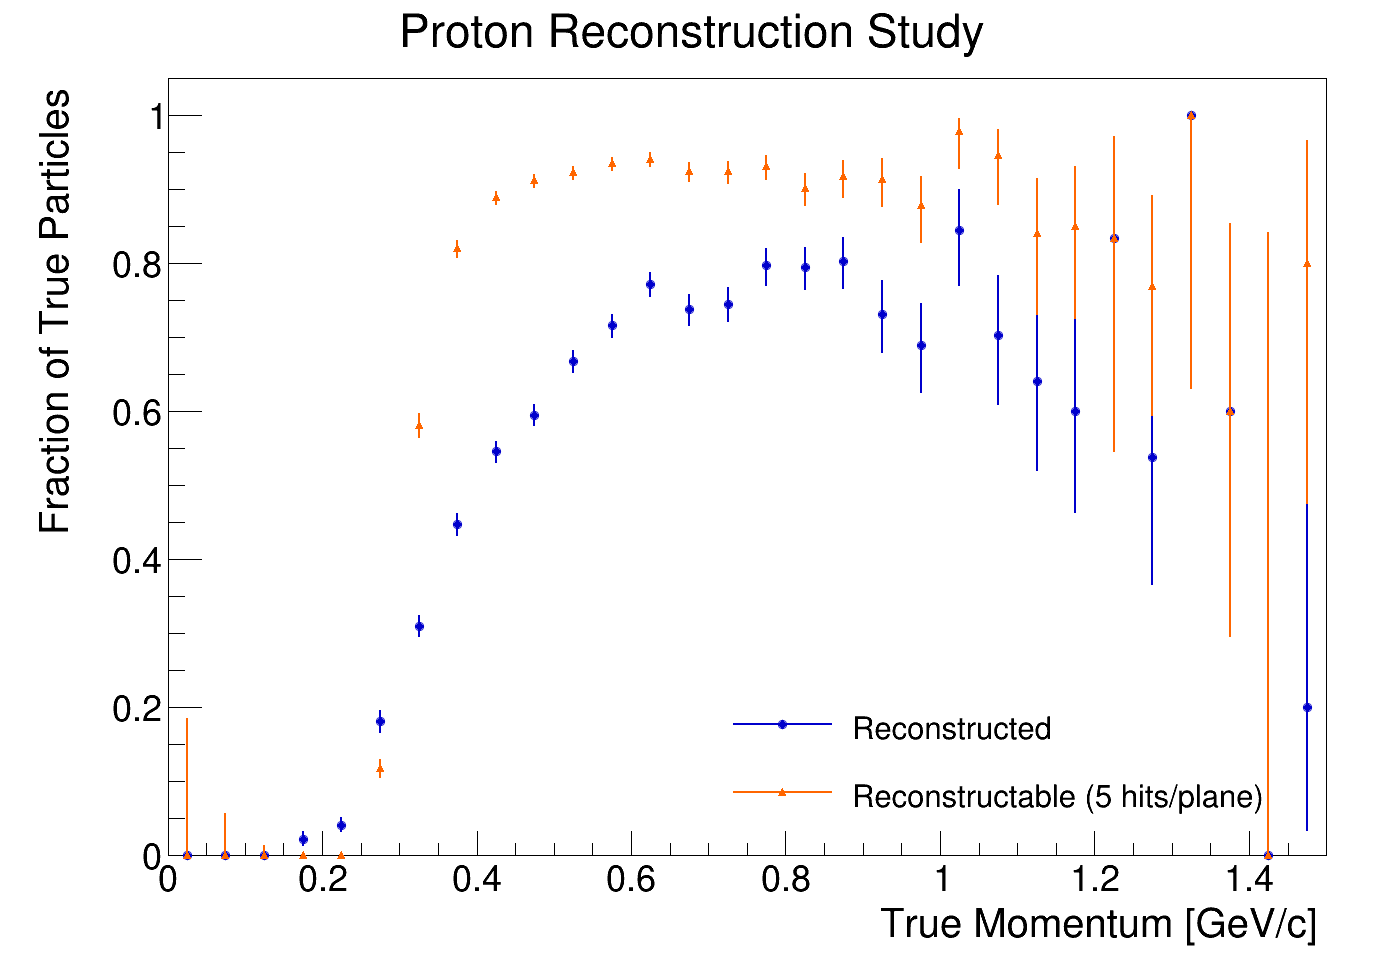 Proton Reconstruction Study
Fraction of True Particles
1
0.8
0.6
0.4
0.2
0
Reconstructed
Reconstructable (5 hits/plane)
0 0.2 0.4 0.6 0.8 1 1.2 1.4
True Momentum [GeV/c]